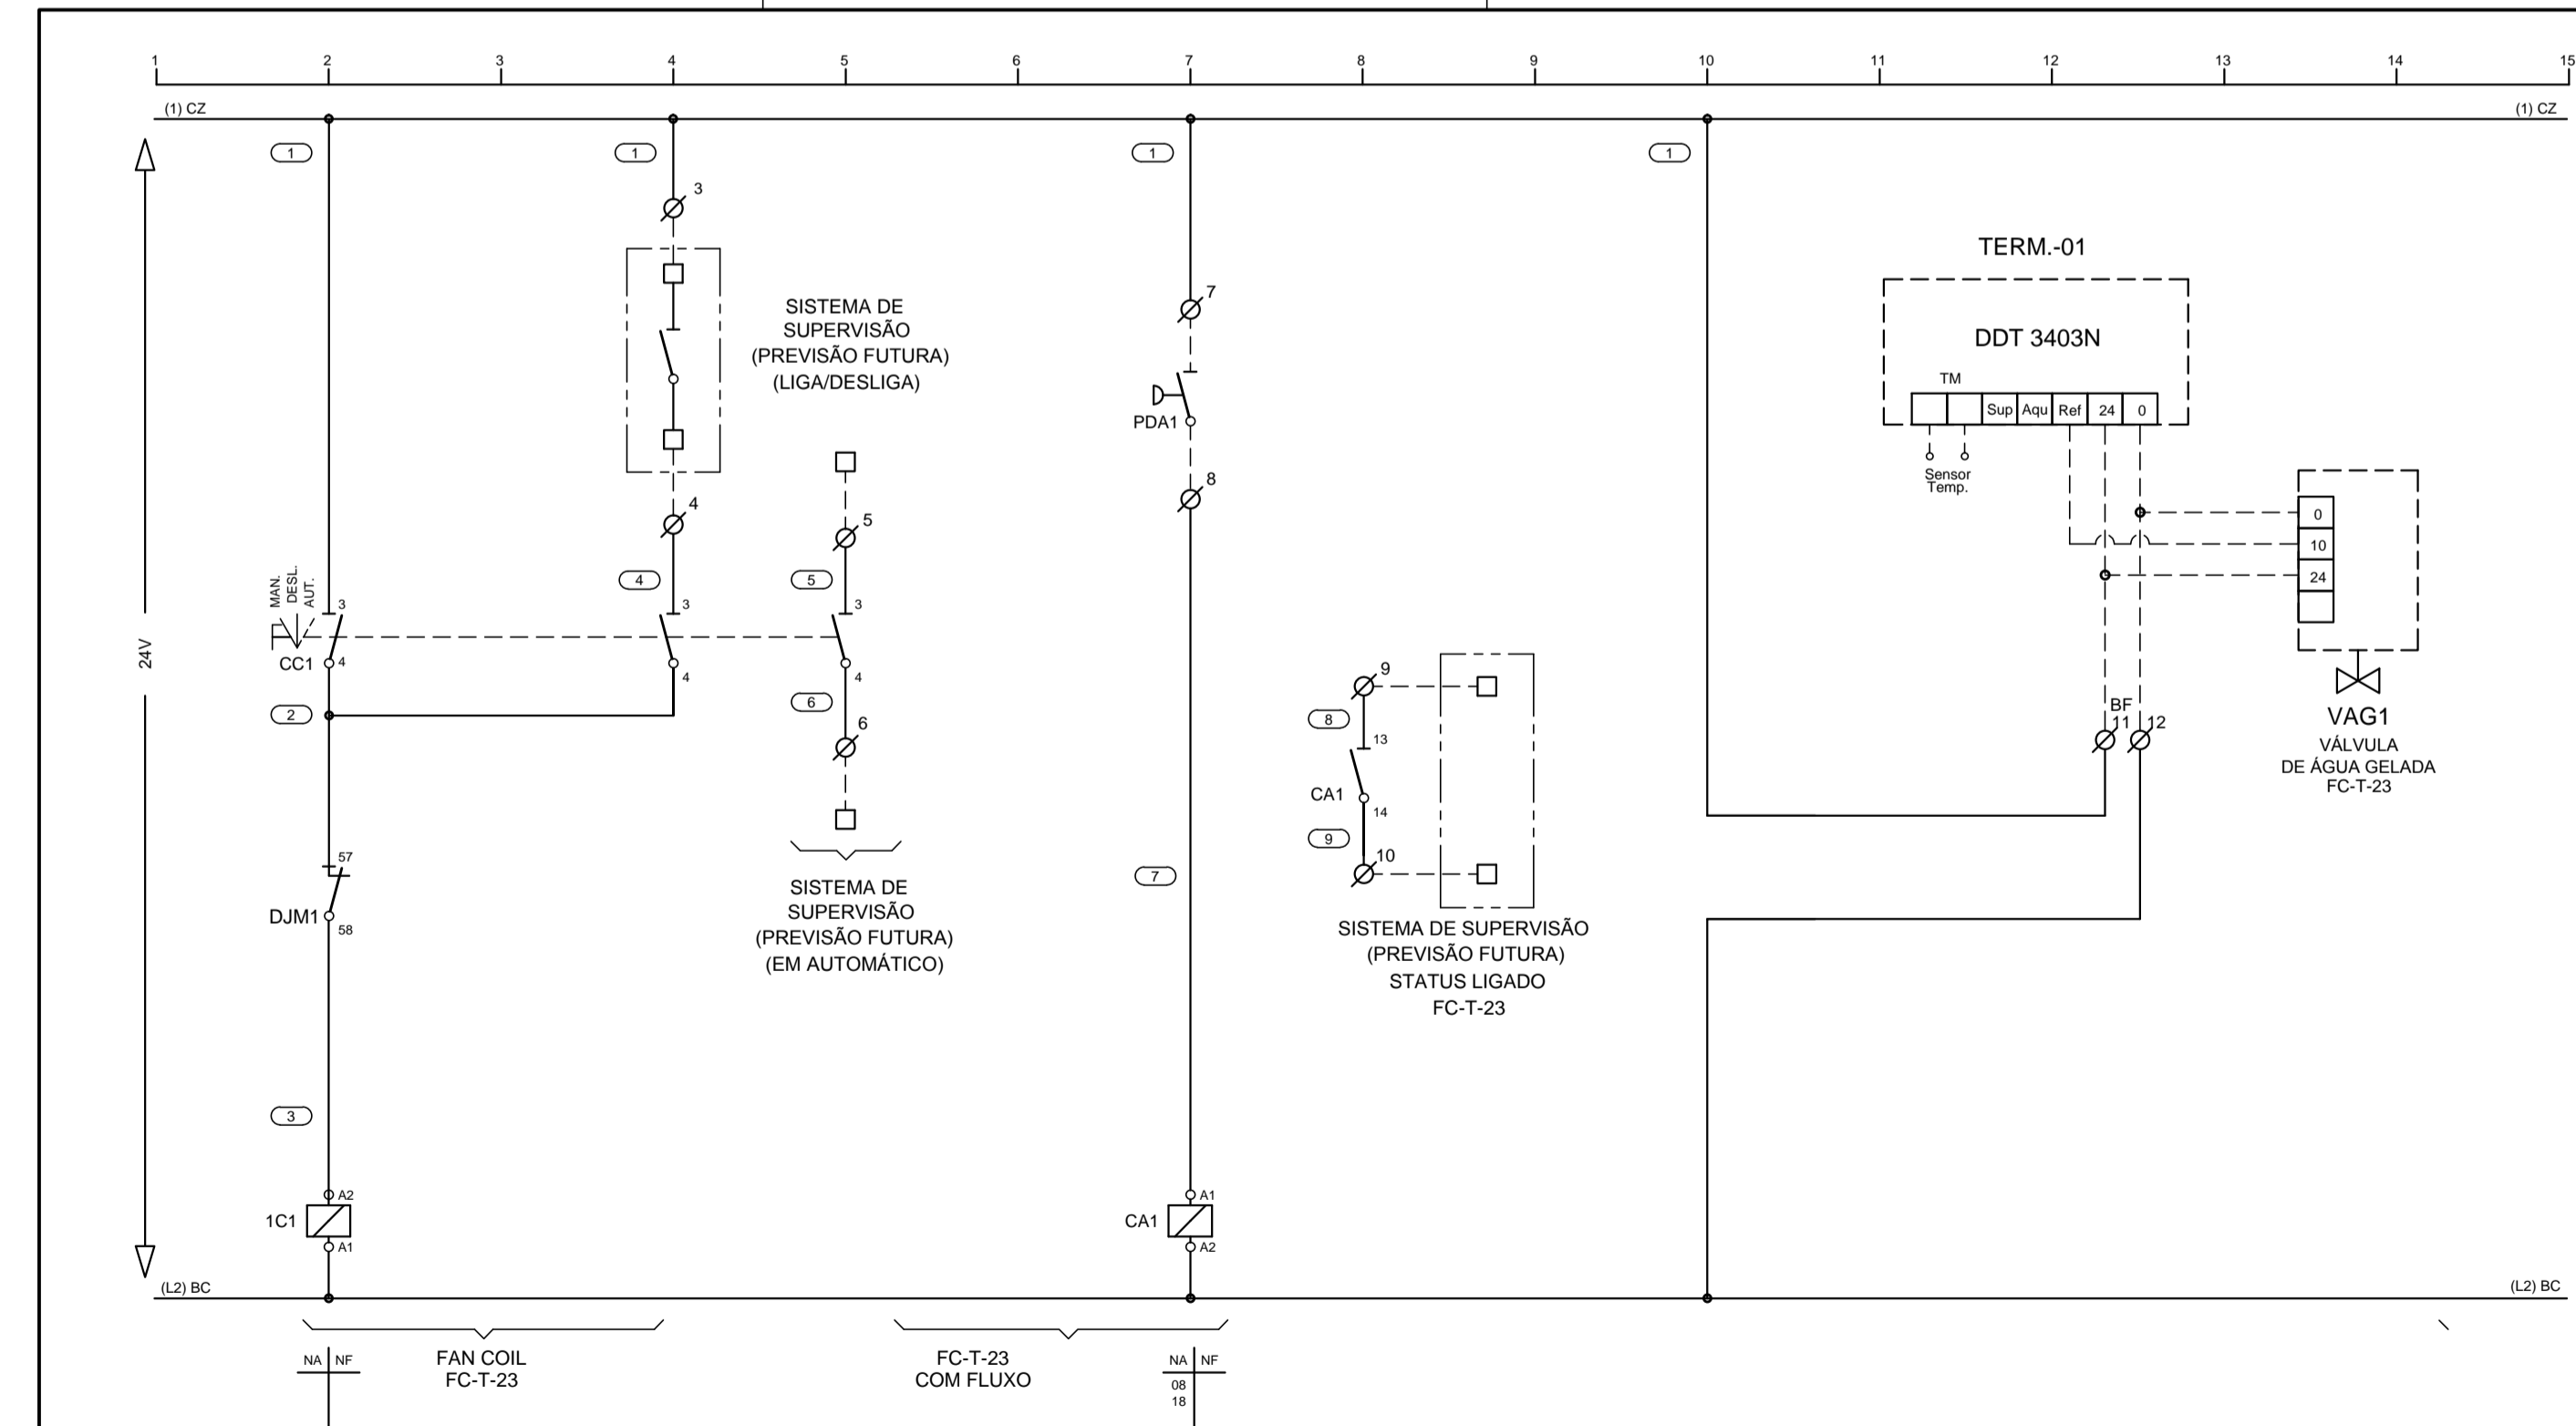 1 2 3 4 5 6 7 8 9 10 11 12 13 14 15
(1) CZ
(1) CZ
1
1
1
1
3
TERM.-01
DDT 3403N
TM
Sup Aqu Ref 24 0
Sensor
Temp.
SISTEMA DE
SUPERVISÃO
(PREVISÃO FUTURA)
(LIGA/DESLIGA)
7
PDA1
8
4
5
4
5
0
10
24
MAN.
DESL.
AUT.
24V
3
CC1
4
3
4
3
4
2
6
6
9
8
13
CA1
14
9
10
BF
11
12
VAG1
VÁLVULA
DE ÁGUA GELADA
FC-T-23
57
DJM1
58
SISTEMA DE
SUPERVISÃO
(PREVISÃO FUTURA)
(EM AUTOMÁTICO)
7
SISTEMA DE SUPERVISÃO
(PREVISÃO FUTURA)
STATUS LIGADO
FC-T-23
3
A2
1C1
A1
A1
CA1
A2
(L2) BC
(L2) BC
NA NF
FAN COIL
FC-T-23
FC-T-23
COM FLUXO
NA NF
08
18